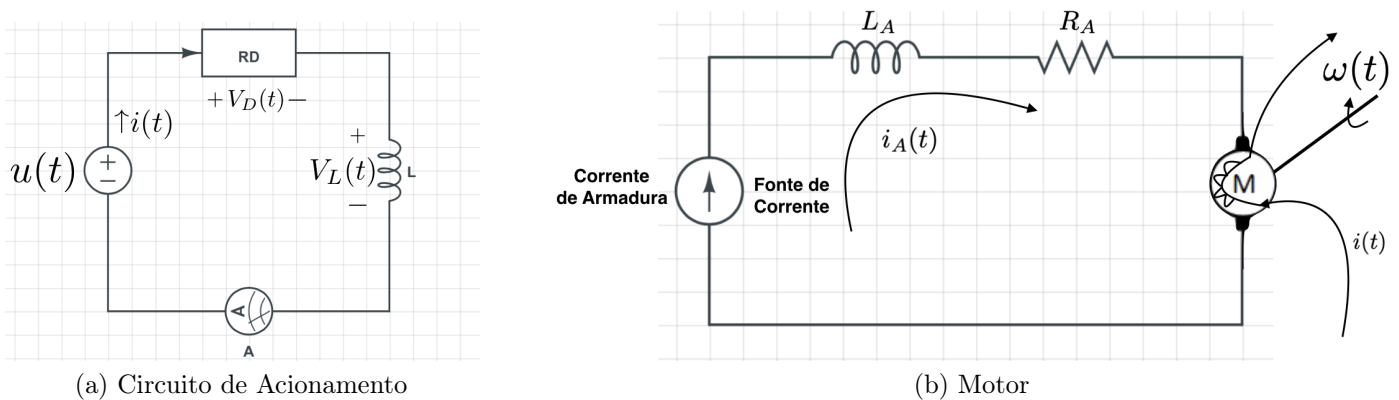 RD
+V_D(t)−
↑i(t)
u(t)
+
−
+
V_L(t)
−
L
A
A
(a) Circuito de Acionamento
L_A
R_A
i_A(t)
ω(t)
Corrente
de Armadura
Fonte de
Corrente
M
i(t)
(b) Motor